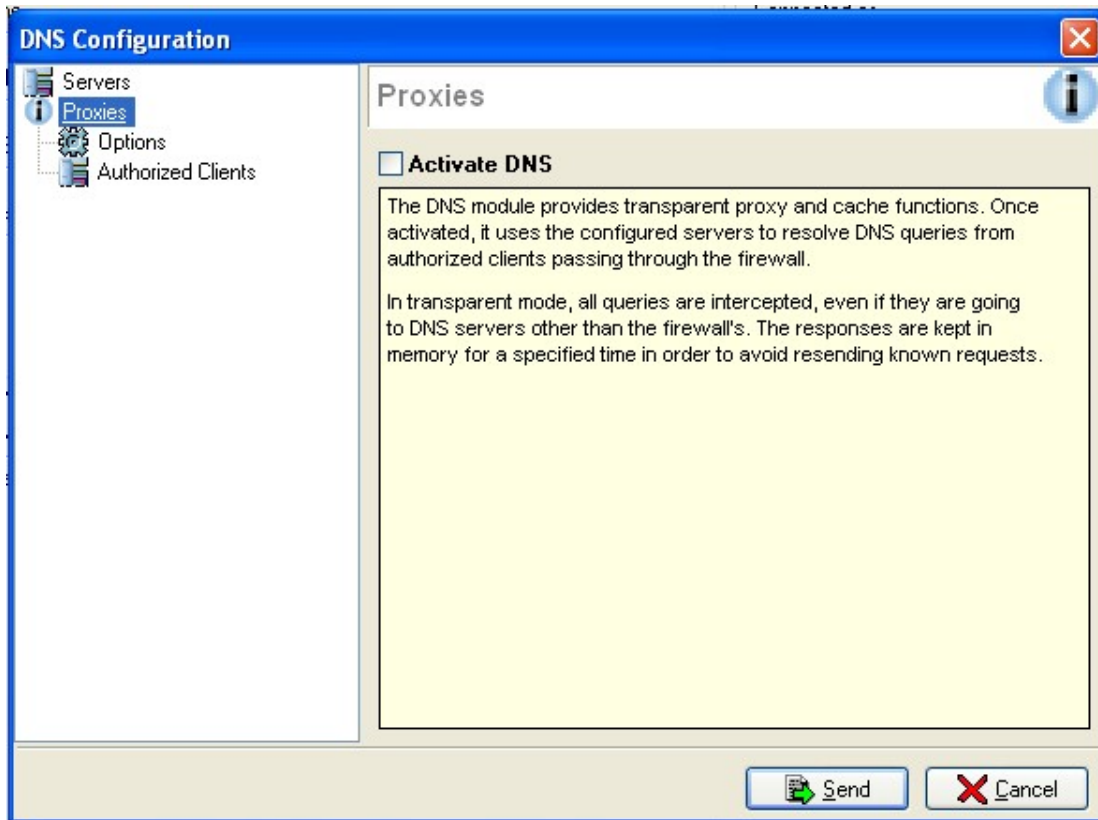 DNS Configuration
Servers
Proxies
Options
Authorized Clients
Proxies
Activate DNS
The DNS module provides transparent proxy and cache functions. Once
activated, it uses the configured servers to resolve DNS queries from
authorized clients passing through the firewall.
In transparent mode, all queries are intercepted, even if they are going
to DNS servers other than the firewall's. The responses are kept in
memory for a specified time in order to avoid resending known requests.
Send
Cancel